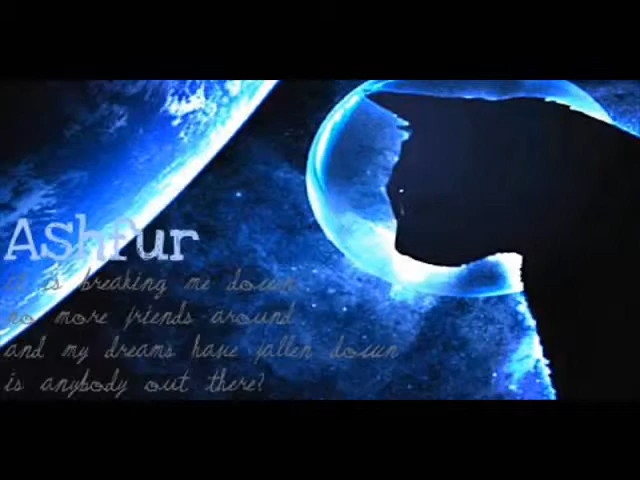 Ashfur
it is breaking me down
no more friends around
and my dreams have fallen down
is anybody out there?